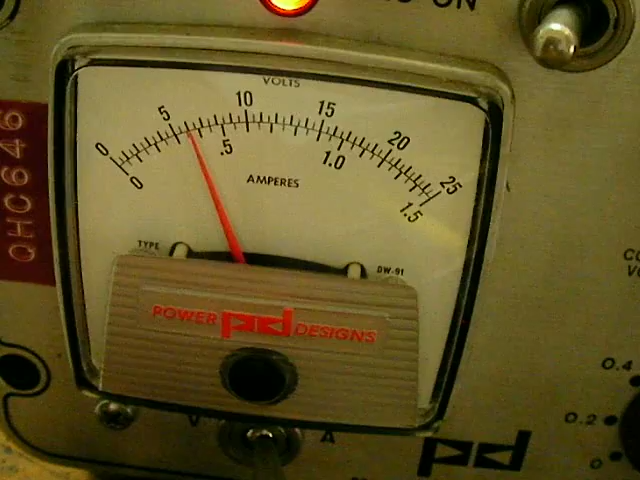 ON
VOLTS
0 5 10 15 20 25
0 .5 1.0 1.5
AMPERES
QHC646
TYPE
DW-91
POWER pd DESIGNS
V A
pd
0.4
0.2
0